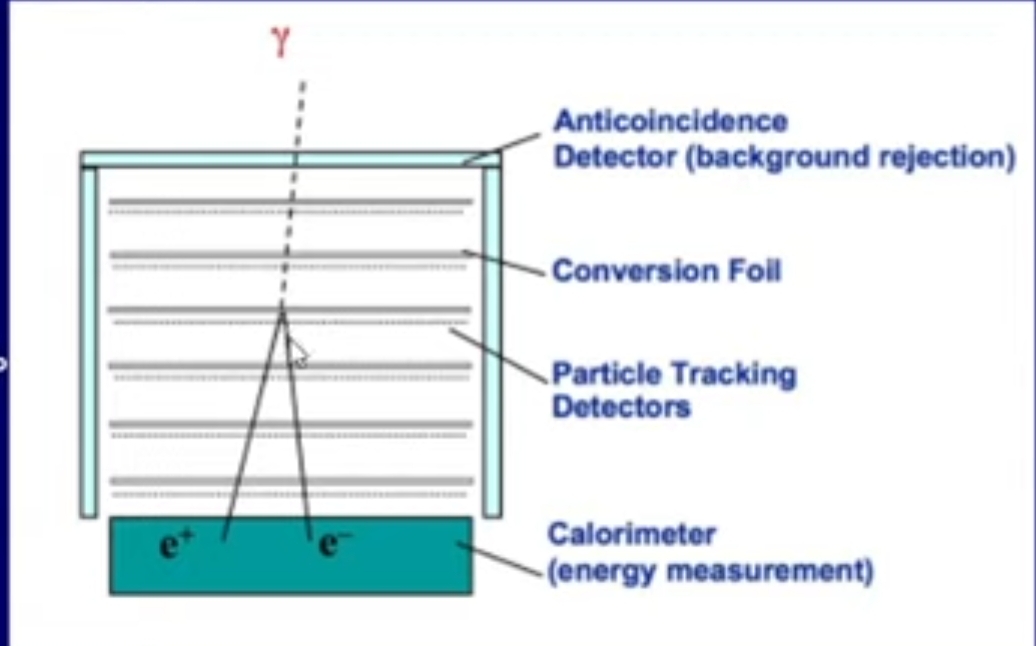 γ
Anticoincidence
Detector (background rejection)
Conversion Foil
Particle Tracking
Detectors
Calorimeter
(energy measurement)
e⁺ e⁻